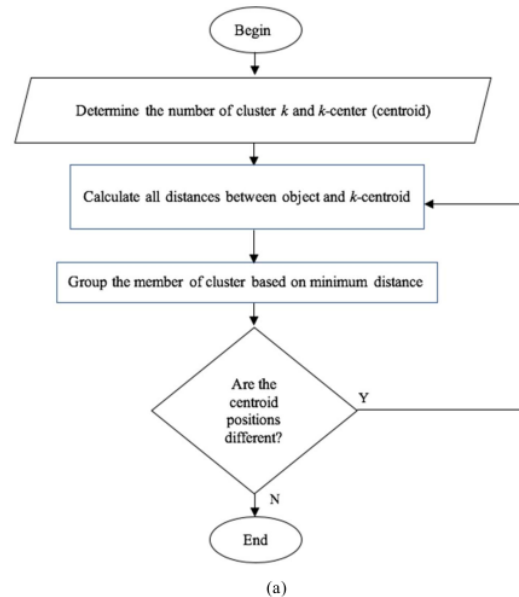 Begin
Determine the number of cluster k and k-center (centroid)
Calculate all distances between object and k-centroid
Group the member of cluster based on minimum distance
Are the
centroid
positions
different?
Y
N
End
(a)